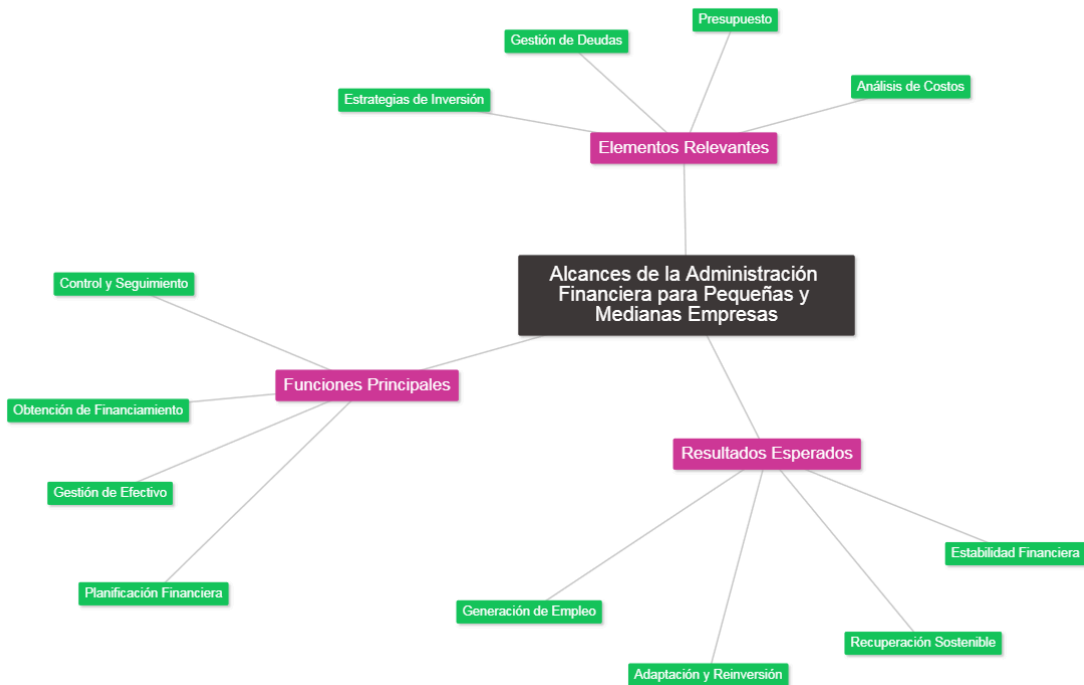 Presupuesto
Gestión de Deudas
Análisis de Costos
Estrategias de Inversión
Elementos Relevantes
Alcances de la Administración
Financiera para Pequeñas y
Medianas Empresas
Control y Seguimiento
Funciones Principales
Obtención de Financiamiento
Gestión de Efectivo
Planificación Financiera
Resultados Esperados
Estabilidad Financiera
Generación de Empleo
Recuperación Sostenible
Adaptación y Reinversión